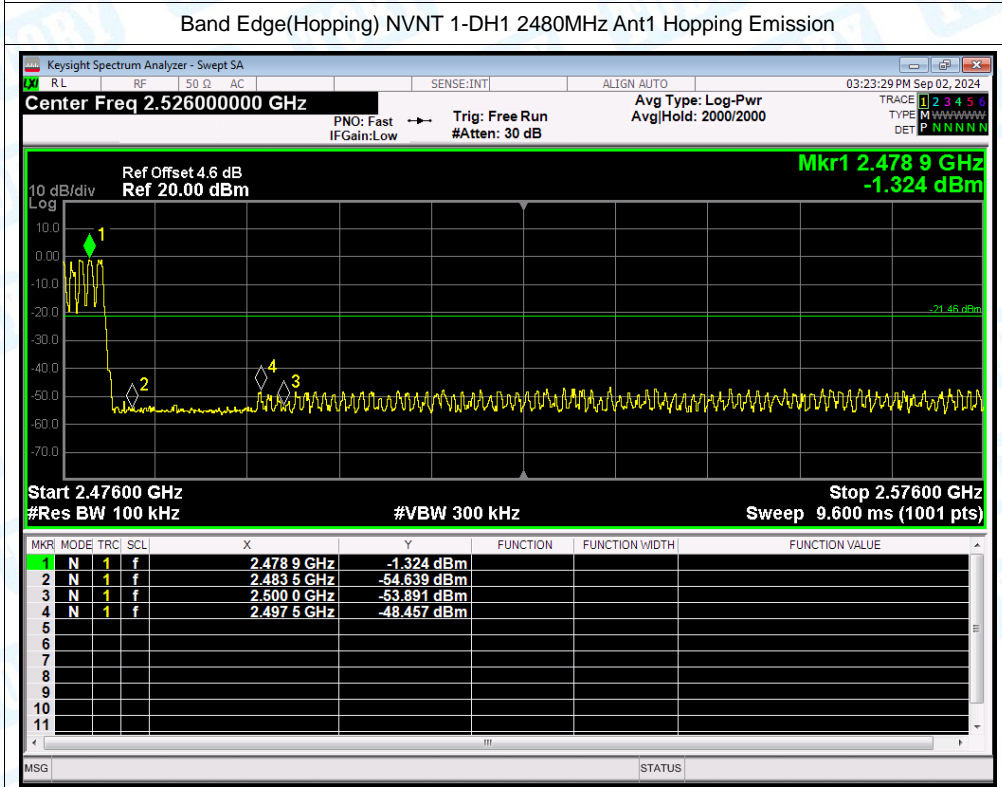 Band Edge(Hopping) NVNT 1-DH1 2480MHz Ant1 Hopping Emission
Keysight Spectrum Analyzer - Swept SA
LXI RL RF 50 Ω AC SENSE:INT ALIGN AUTO 03:23:29 PM Sep 02, 2024
Center Freq 2.526000000 GHz
PNO: Fast
IFGain:Low
Trig: Free Run
#Atten: 30 dB
Avg Type: Log-Pwr
Avg|Hold: 2000/2000
TRACE 1 2 3 4 5 6
TYPE M WWWWW
DET P N N N N N
Mkr1 2.478 9 GHz
-1.324 dBm
Ref Offset 4.6 dB
10 dB/div Ref 20.00 dBm
Log
10.0
0.00
-10.0
-20.0
-30.0
-40.0
-50.0
-60.0
-70.0
1
-21.46 dBm
2
4
3
Start 2.47600 GHz Stop 2.57600 GHz
#Res BW 100 kHz #VBW 300 kHz Sweep 9.600 ms (1001 pts)
MKR MODE TRC SCL X Y FUNCTION FUNCTION WIDTH FUNCTION VALUE
1 N 1 f 2.478 9 GHz -1.324 dBm
2 N 1 f 2.483 5 GHz -54.639 dBm
3 N 1 f 2.500 0 GHz -53.891 dBm
4 N 1 f 2.497 5 GHz -48.457 dBm
5
6
7
8
9
10
11
MSG STATUS